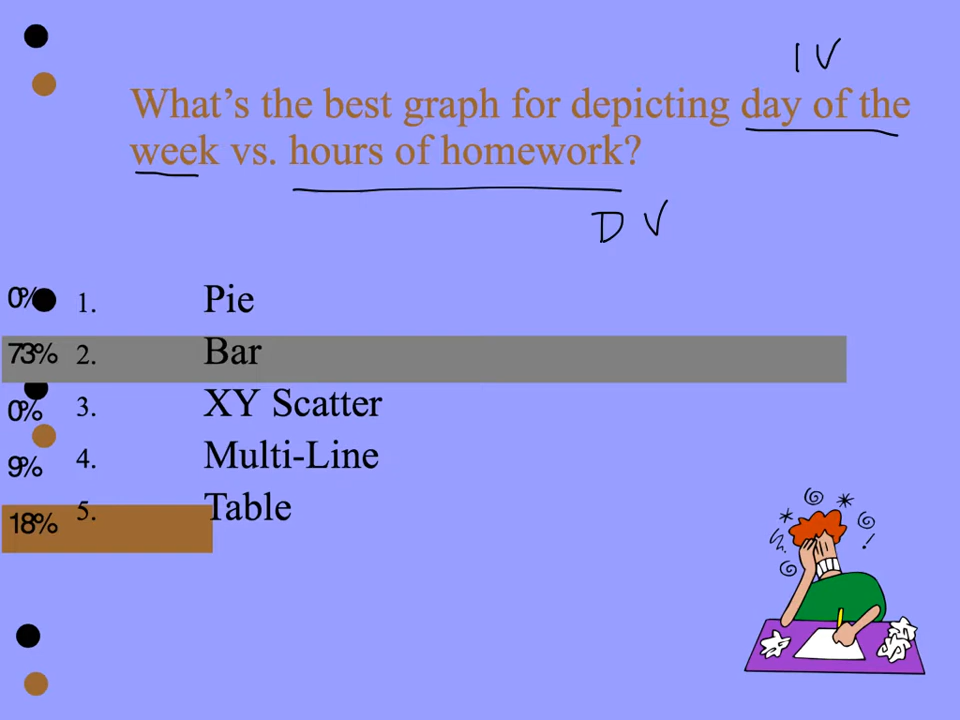 IV
What's the best graph for depicting day of the
week vs. hours of homework?
DV
0% 1. Pie
73% 2. Bar
0% 3. XY Scatter
9% 4. Multi-Line
18% 5. Table